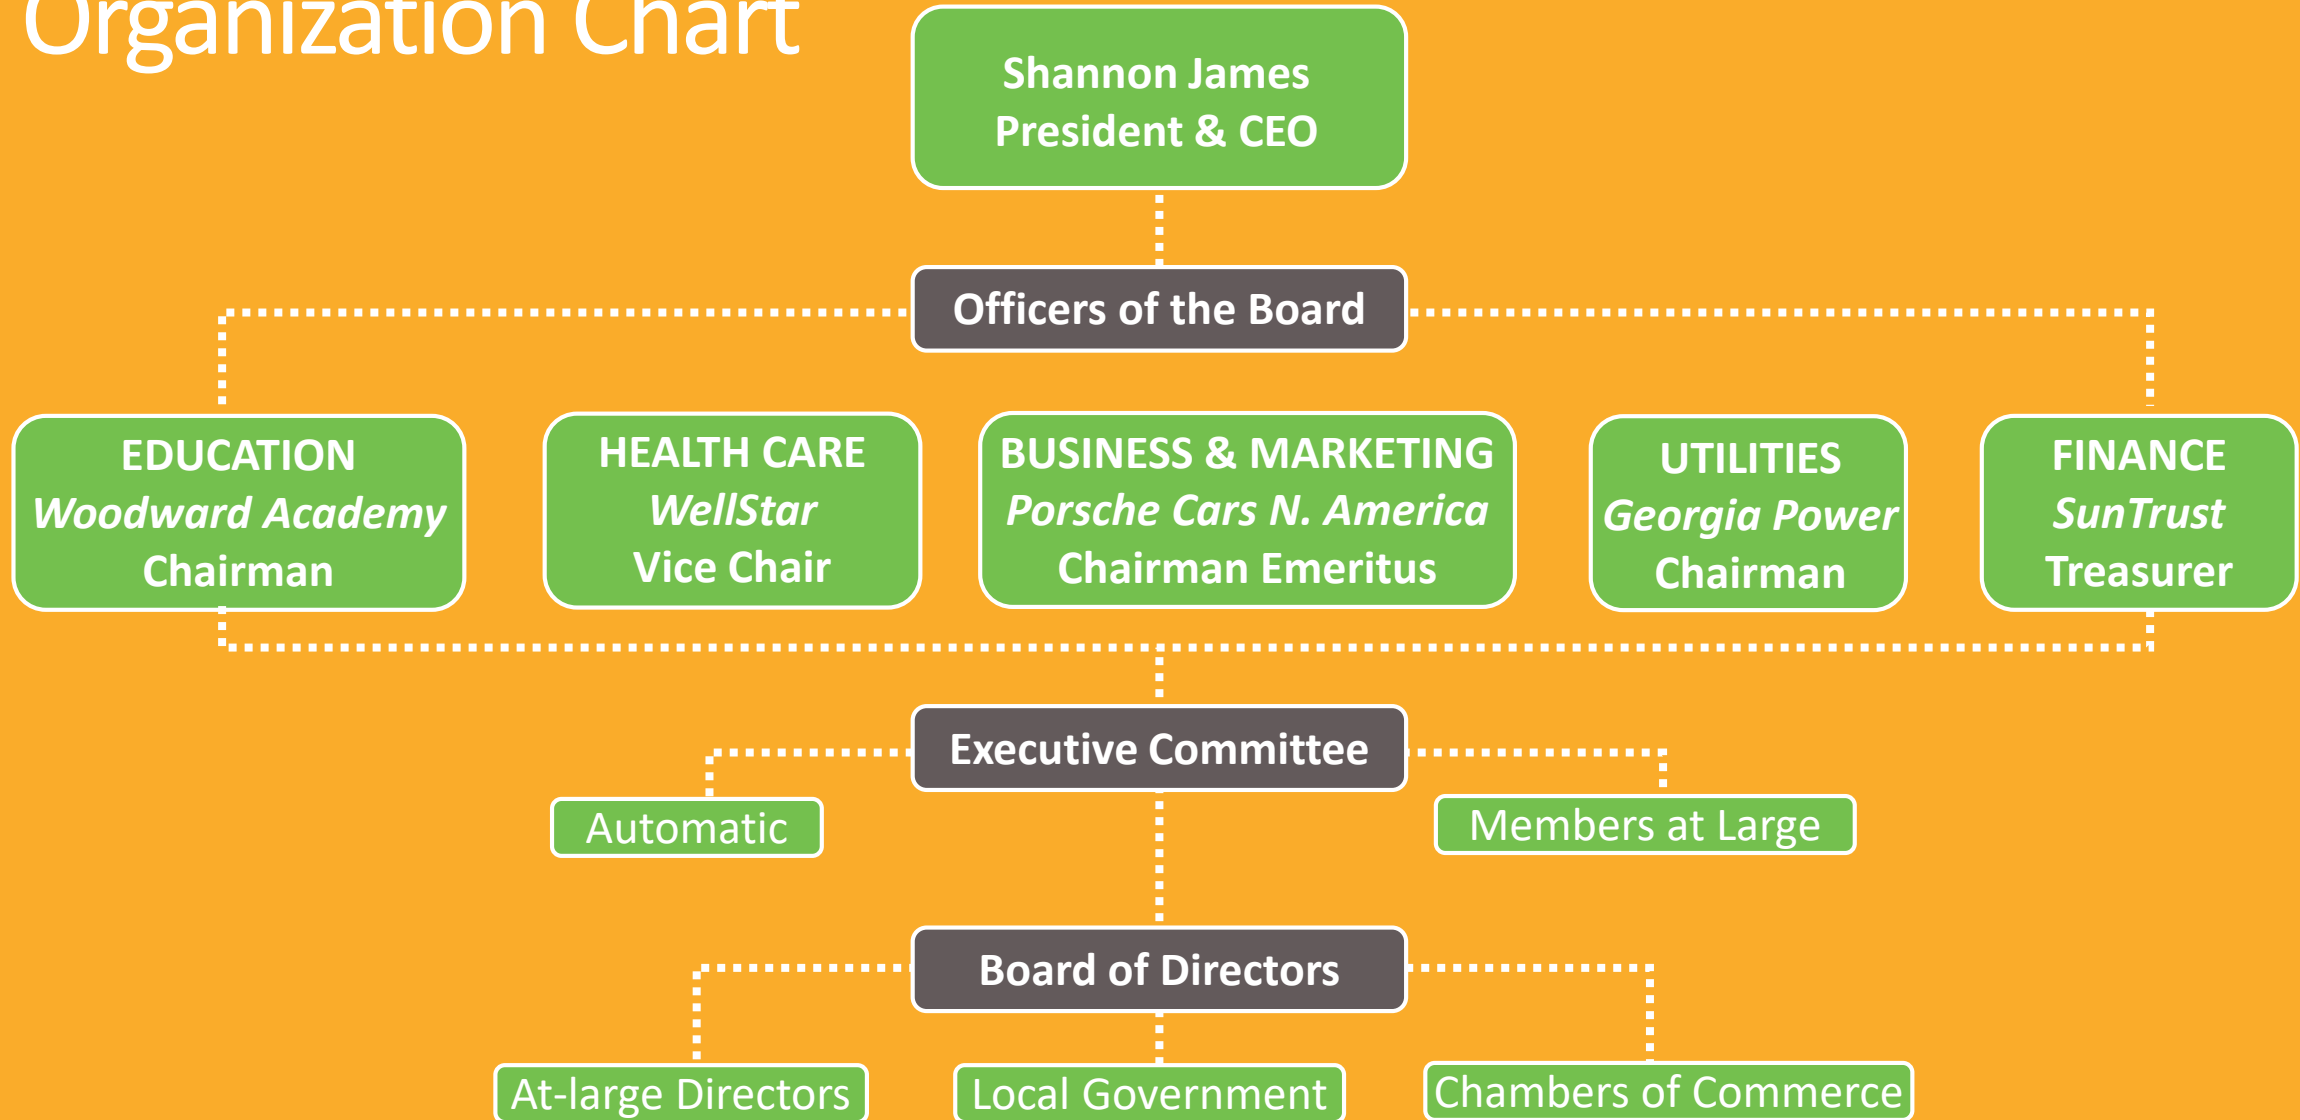 Organization Chart
Shannon James
President & CEO
Officers of the Board
EDUCATION
Woodward Academy
Chairman
HEALTH CARE
WellStar
Vice Chair
BUSINESS & MARKETING
Porsche Cars N. America
Chairman Emeritus
UTILITIES
Georgia Power
Chairman
FINANCE
SunTrust
Treasurer
Executive Committee
Automatic
Members at Large
Board of Directors
At-large Directors
Local Government
Chambers of Commerce